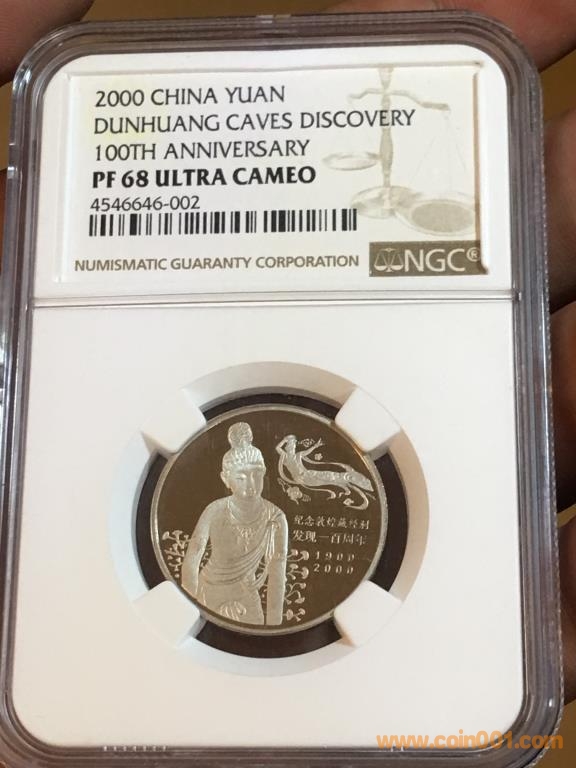 2000 CHINA YUAN
DUNHUANG CAVES DISCOVERY
100TH ANNIVERSARY
PF 68 ULTRA CAMEO
4546646-002
NUMISMATIC GUARANTY CORPORATION
NGC®
纪念敦煌藏经洞
发现一百周年
1900
2000
www.coin001.com